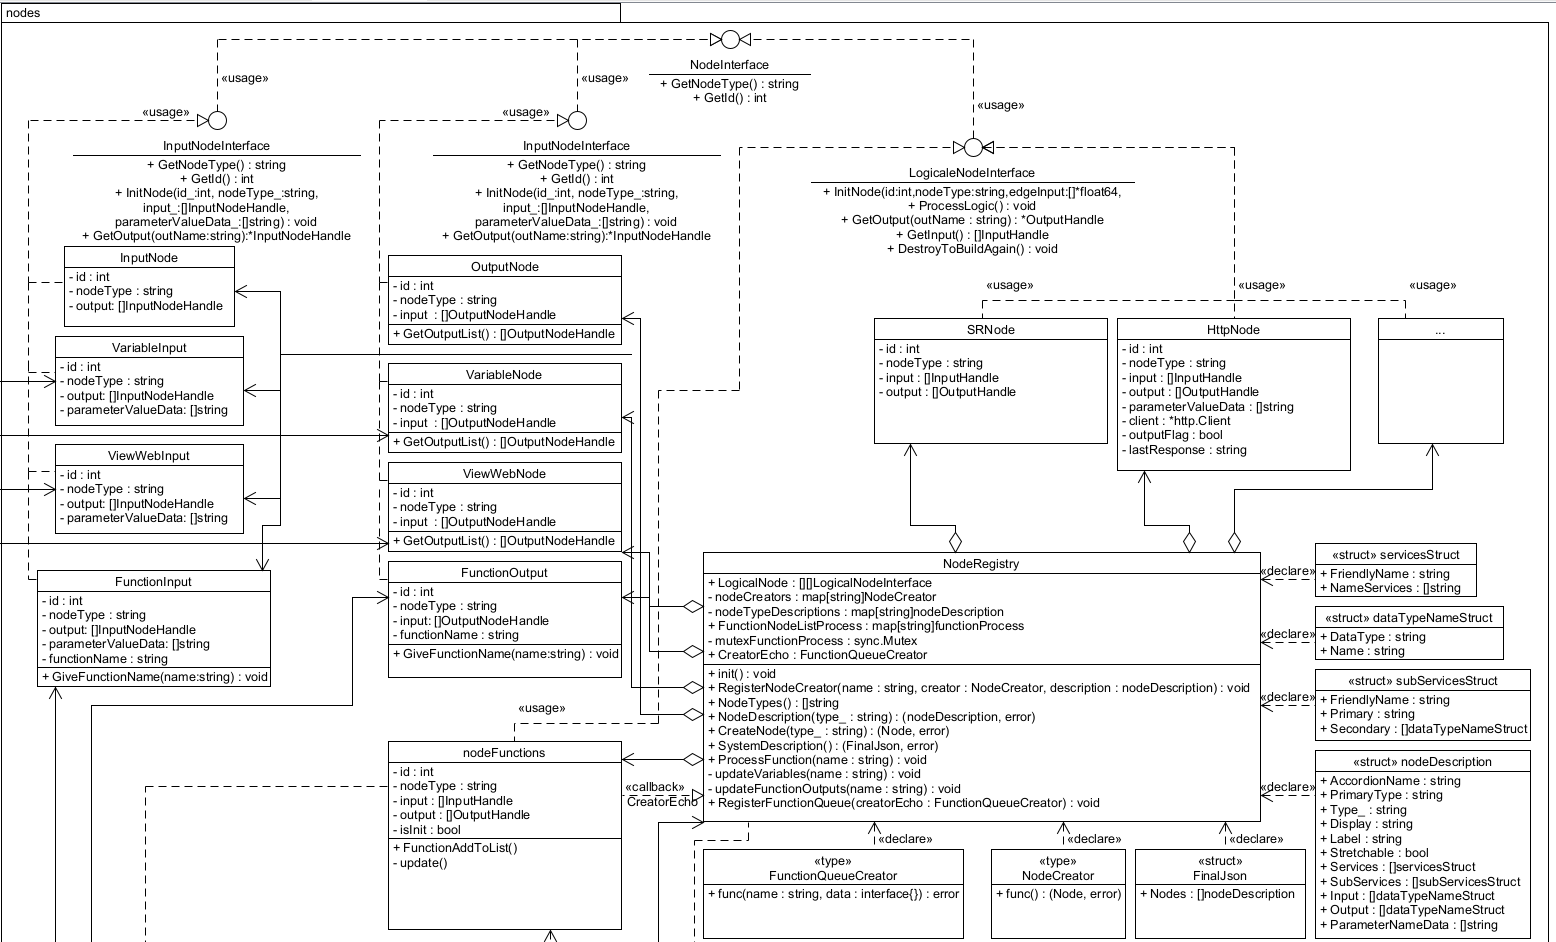 nodes
NodeInterface
+ GetNodeType() : string
+ GetId() : int
«usage»
«usage»
«usage»
«usage»
InputNodeInterface
+ GetNodeType() : string
+ GetId() : int
+ InitNode(id_:int, nodeType_:string,
input_:[]InputNodeHandle,
parameterValueData_:[]string) : void
+ GetOutput(outName:string):*InputNodeHandle
«usage»
InputNodeInterface
+ GetNodeType() : string
+ GetId() : int
+ InitNode(id_:int, nodeType_:string,
input_:[]InputNodeHandle,
parameterValueData_:[]string) : void
+ GetOutput(outName:string):*InputNodeHandle
LogicaleNodeInterface
+ InitNode(id:int,nodeType:string,edgeInput:[]*float64,
+ ProcessLogic() : void
+ GetOutput(outName : string) : *OutputHandle
+ GetInput() : []InputHandle
+ DestroyToBuildAgain() : void
InputNode
- id : int
- nodeType : string
- output: []InputNodeHandle
VariableInput
- id : int
- nodeType : string
- output: []InputNodeHandle
- parameterValueData: []string
ViewWebInput
- id : int
- nodeType : string
- output: []InputNodeHandle
- parameterValueData: []string
FunctionInput
- id : int
- nodeType : string
- output: []InputNodeHandle
- parameterValueData: []string
- functionName : string
+ GiveFunctionName(name:string) : void
OutputNode
- id : int
- nodeType : string
- input : []OutputNodeHandle
+ GetOutputList() : []OutputNodeHandle
VariableNode
- id : int
- nodeType : string
- input : []OutputNodeHandle
+ GetOutputList() : []OutputNodeHandle
ViewWebNode
- id : int
- nodeType : string
- input : []OutputNodeHandle
+ GetOutputList() : []OutputNodeHandle
FunctionOutput
- id : int
- nodeType : string
- input: []OutputNodeHandle
- functionName : string
+ GiveFunctionName(name:string) : void
«usage»
«usage»
«usage»
SRNode
- id : int
- nodeType : string
- input : []InputHandle
- output : []OutputHandle
HttpNode
- id : int
- nodeType : string
- input : []InputHandle
- output : []OutputHandle
- parameterValueData : []string
- client : *http.Client
- outputFlag : bool
- lastResponse : string
...
«usage»
nodeFunctions
- id : int
- nodeType : string
- input : []InputHandle
- output : []OutputHandle
- isInit : bool
+ FunctionAddToList()
- update()
«callback»
CreatorEcho
NodeRegistry
+ LogicalNode : [][]LogicalNodeInterface
- nodeCreators : map[string]NodeCreator
- nodeTypeDescriptions : map[string]nodeDescription
+ FunctionNodeListProcess : map[string]functionProcess
- mutexFunctionProcess : sync.Mutex
+ CreatorEcho : FunctionQueueCreator
+ init() : void
+ RegisterNodeCreator(name : string, creator : NodeCreator, description : nodeDescription) : void
+ NodeTypes() : []string
+ NodeDescription(type_ : string) : (nodeDescription, error)
+ CreateNode(type_ : string) : (Node, error)
+ SystemDescription() : (FinalJson, error)
+ ProcessFunction(name : string) : void
- updateVariables(name : string) : void
- updateFunctionOutputs(name : string) : void
+ RegisterFunctionQueue(creatorEcho : FunctionQueueCreator) : void
«declare»
«struct» servicesStruct
+ FriendlyName : string
+ NameServices : []string
«declare»
«struct» dataTypeNameStruct
+ DataType : string
+ Name : string
«declare»
«struct» subServicesStruct
+ FriendlyName : string
+ Primary : string
+ Secondary : []dataTypeNameStruct
«declare»
«struct» nodeDescription
+ AccordionName : string
+ PrimaryType : string
+ Type_ : string
+ Display : string
+ Label : string
+ Stretchable : bool
+ Services : []servicesStruct
+ SubServices : []subServicesStruct
+ Input : []dataTypeNameStruct
+ Output : []dataTypeNameStruct
+ ParameterNameData : []string
«declare»
«declare»
«declare»
«type»
FunctionQueueCreator
+ func(name : string, data : interface{}) : error
«type»
NodeCreator
+ func() : (Node, error)
«struct»
FinalJson
+ Nodes : []nodeDescription